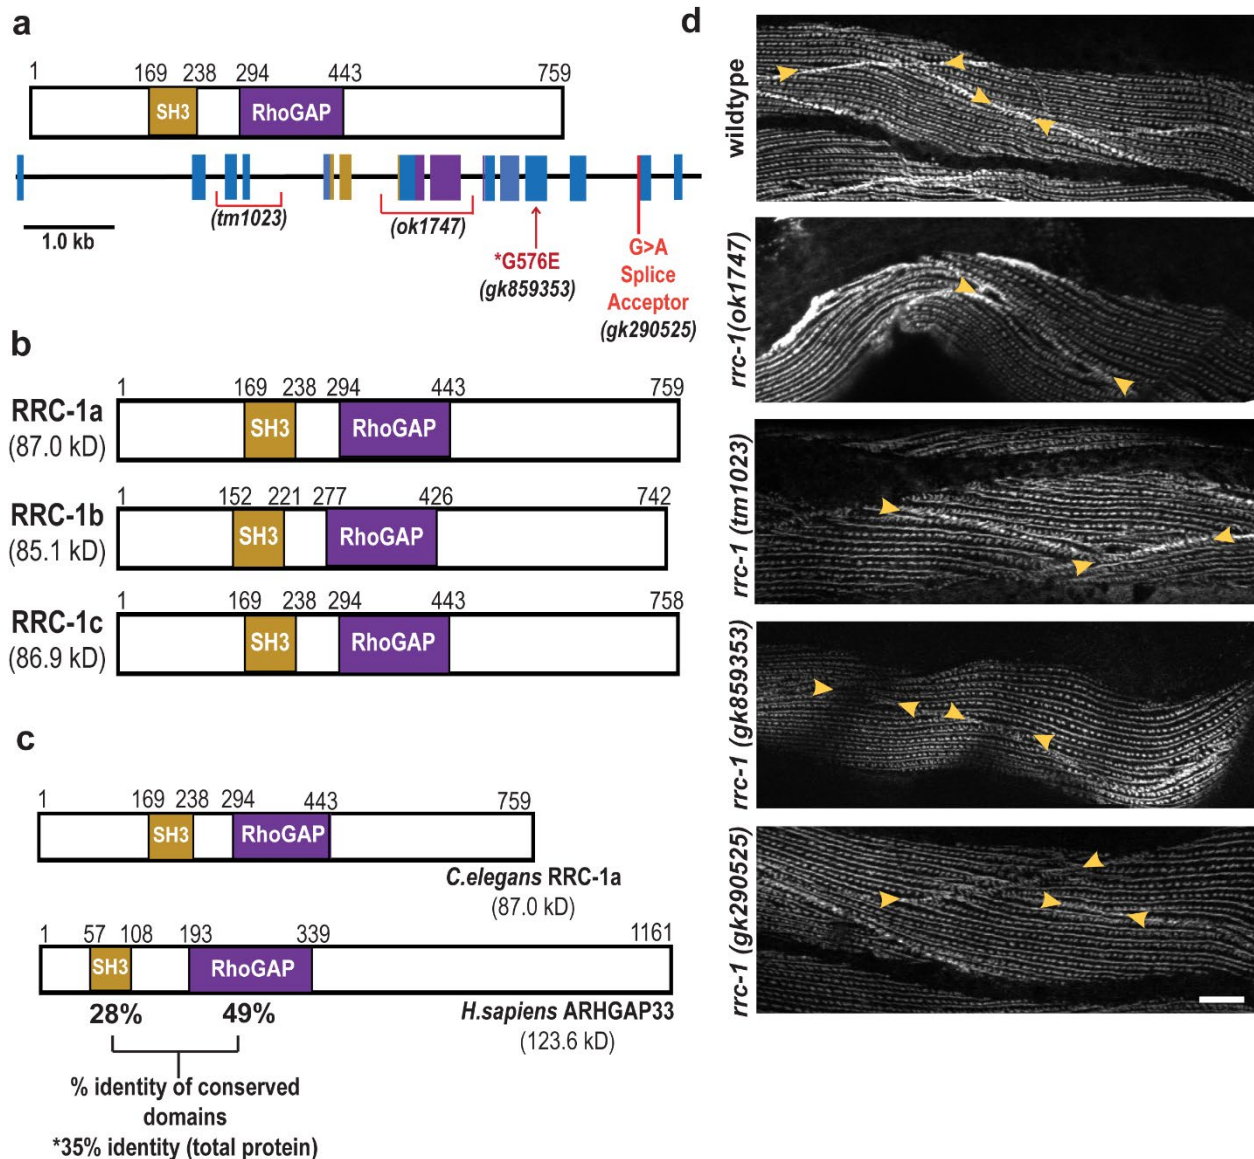 a
1 169 238 294 443 759
SH3 RhoGAP
(tm1023) (ok1747)
1.0 kb
*G576E
(gk859353)
G>A
Splice
Acceptor
(gk290525)
b
1 169 238 294 443 759
RRC-1a
(87.0 kD)
SH3 RhoGAP
1 152 221 277 426 742
RRC-1b
(85.1 kD)
SH3 RhoGAP
1 169 238 294 443 758
RRC-1c
(86.9 kD)
SH3 RhoGAP
c
1 169 238 294 443 759
SH3 RhoGAP
C.elegans RRC-1a
(87.0 kD)
1 57 108 193 339 1161
SH3 RhoGAP
28% 49%
H.sapiens ARHGAP33
(123.6 kD)
% identity of conserved
domains
*35% identity (total protein)
d
wildtype
rrc-1(ok1747)
rrc-1 (tm1023)
rrc-1 (gk859353)
rrc-1 (gk290525)